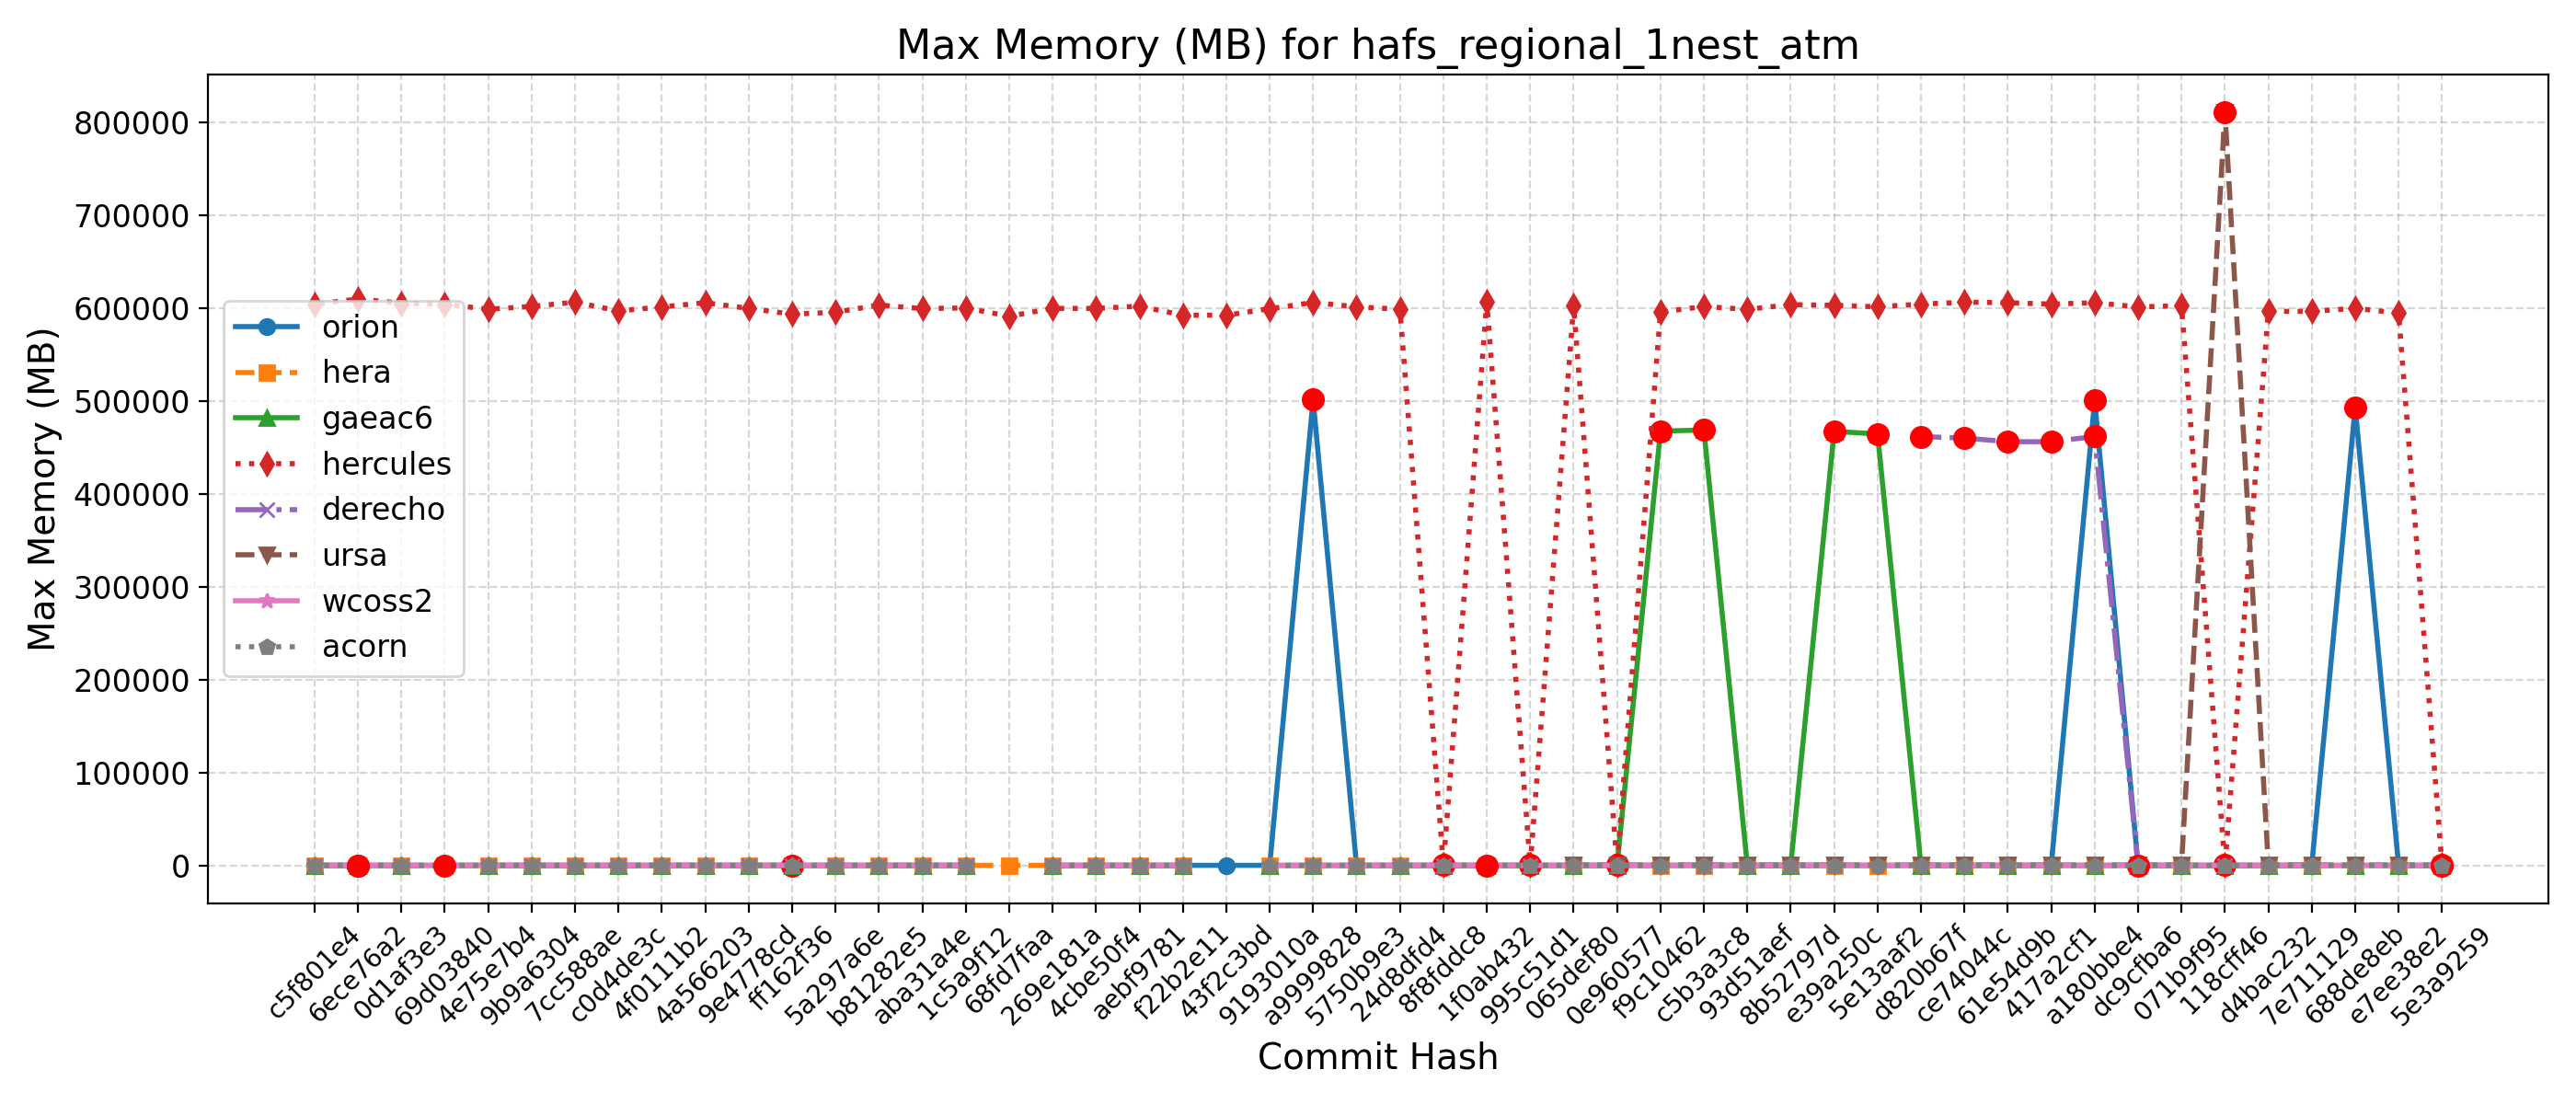 Max Memory (MB) for hafs_regional_1nest_atm
Max Memory (MB)
800000
700000
600000
500000
400000
300000
200000
100000
0
orion
hera
gaeac6
hercules
derecho
ursa
wcoss2
acorn
c5f801e4
6ece76a2
0d1af3e3
69d03840
4e75e7b4
9b9a6304
7cc588ae
c0d4de3c
4f0111b2
4a566203
9e4778cd
ff162f36
5a297a6e
b81282e5
aba31a4e
1c5a9f12
68fd7faa
269e181a
4cbe50f4
aebf9781
f22b2e11
43f2c3bd
9193010a
a9999828
5750b9e3
24d8dfd4
8f8fddc8
1f0ab432
995c51d1
065def80
0e960577
f9c10462
c5b3a3c8
93d51aef
8b52797d
e39a250c
5e13aaf2
d820b67f
ce74044c
61e54d9b
417a2cf1
a180bbe4
dc9cfba6
071b9f95
118cff46
d4bac232
7e711129
688de8eb
e7ee38e2
5e3a9259
Commit Hash